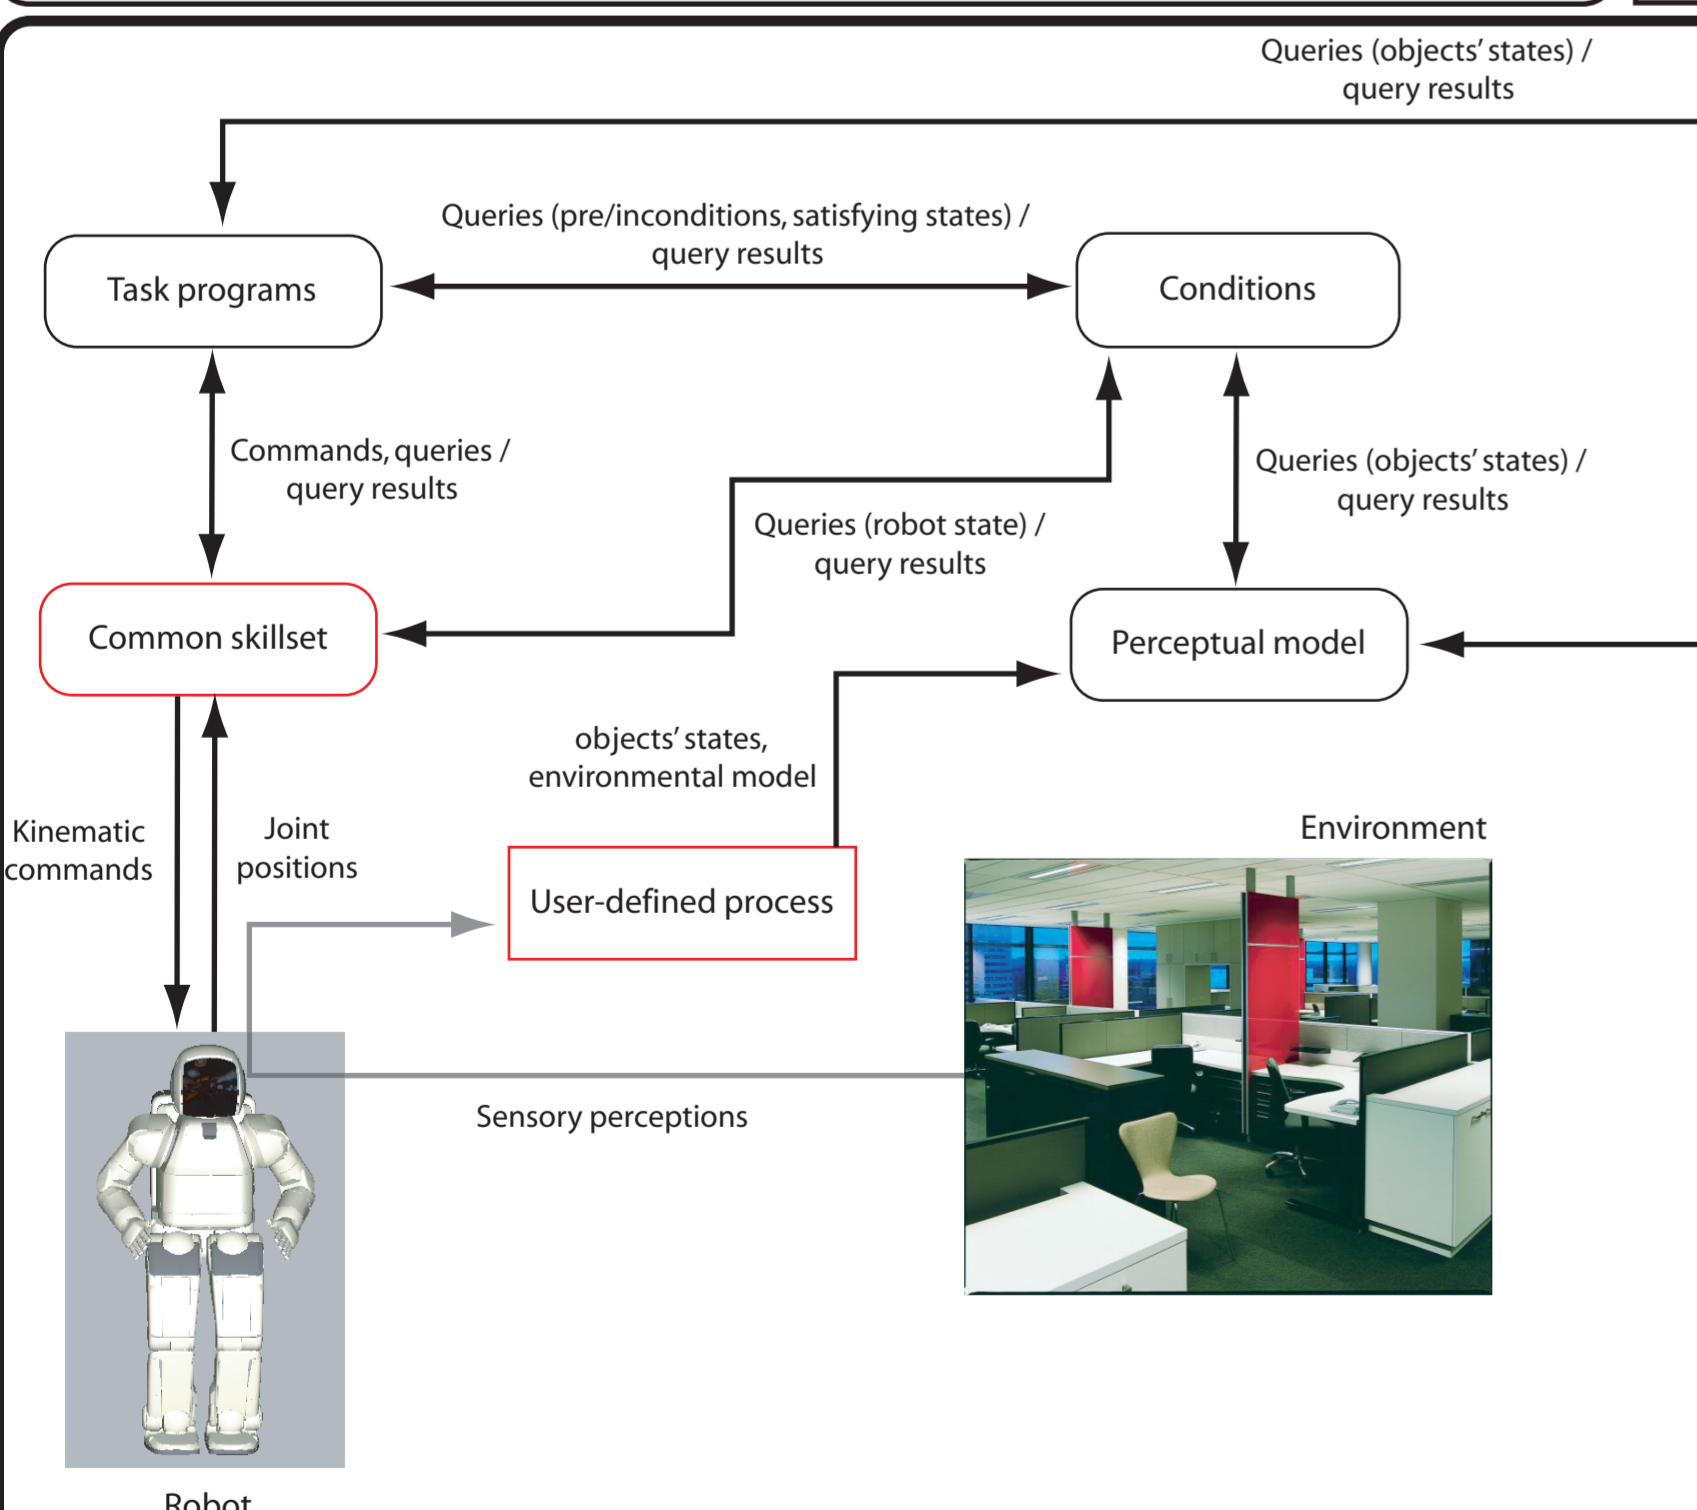 Queries (objects' states) /
query results
Queries (pre/inconditions, satisfying states) /
query results
Task programs
Conditions
Commands, queries /
query results
Queries (objects' states) /
query results
Queries (robot state) /
query results
Common skillset
Perceptual model
objects' states,
environmental model
Kinematic
commands
Joint
positions
Environment
User-defined process
Sensory perceptions
Robot